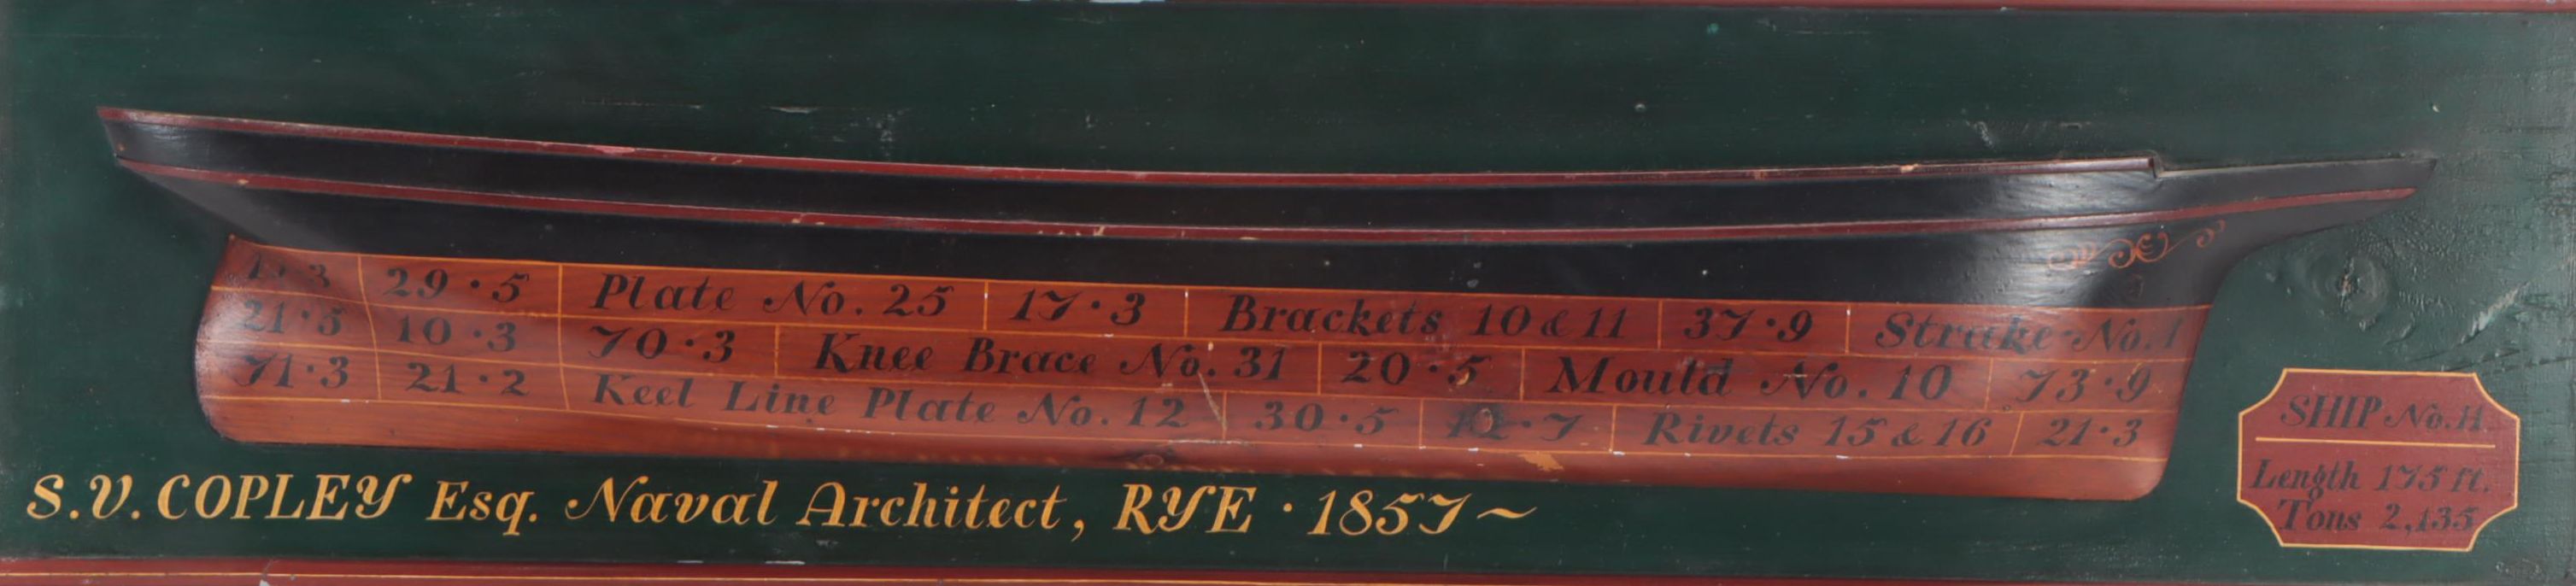 29·5 Plate No. 25 17·3 Brackets 10 & 11 37·9 Strake No. 1
21·5 10·3 70·3 Knee Brace No. 31 20·5 Mould No. 10 73·9
71·3 21·2 Keel Line Plate No. 12 30·5 Rivets 15 & 16 21·3
S.V. COPLEY Esq. Naval Architect, RYE · 1857~
SHIP No. H
Length 175 ft.
Tons 2,135